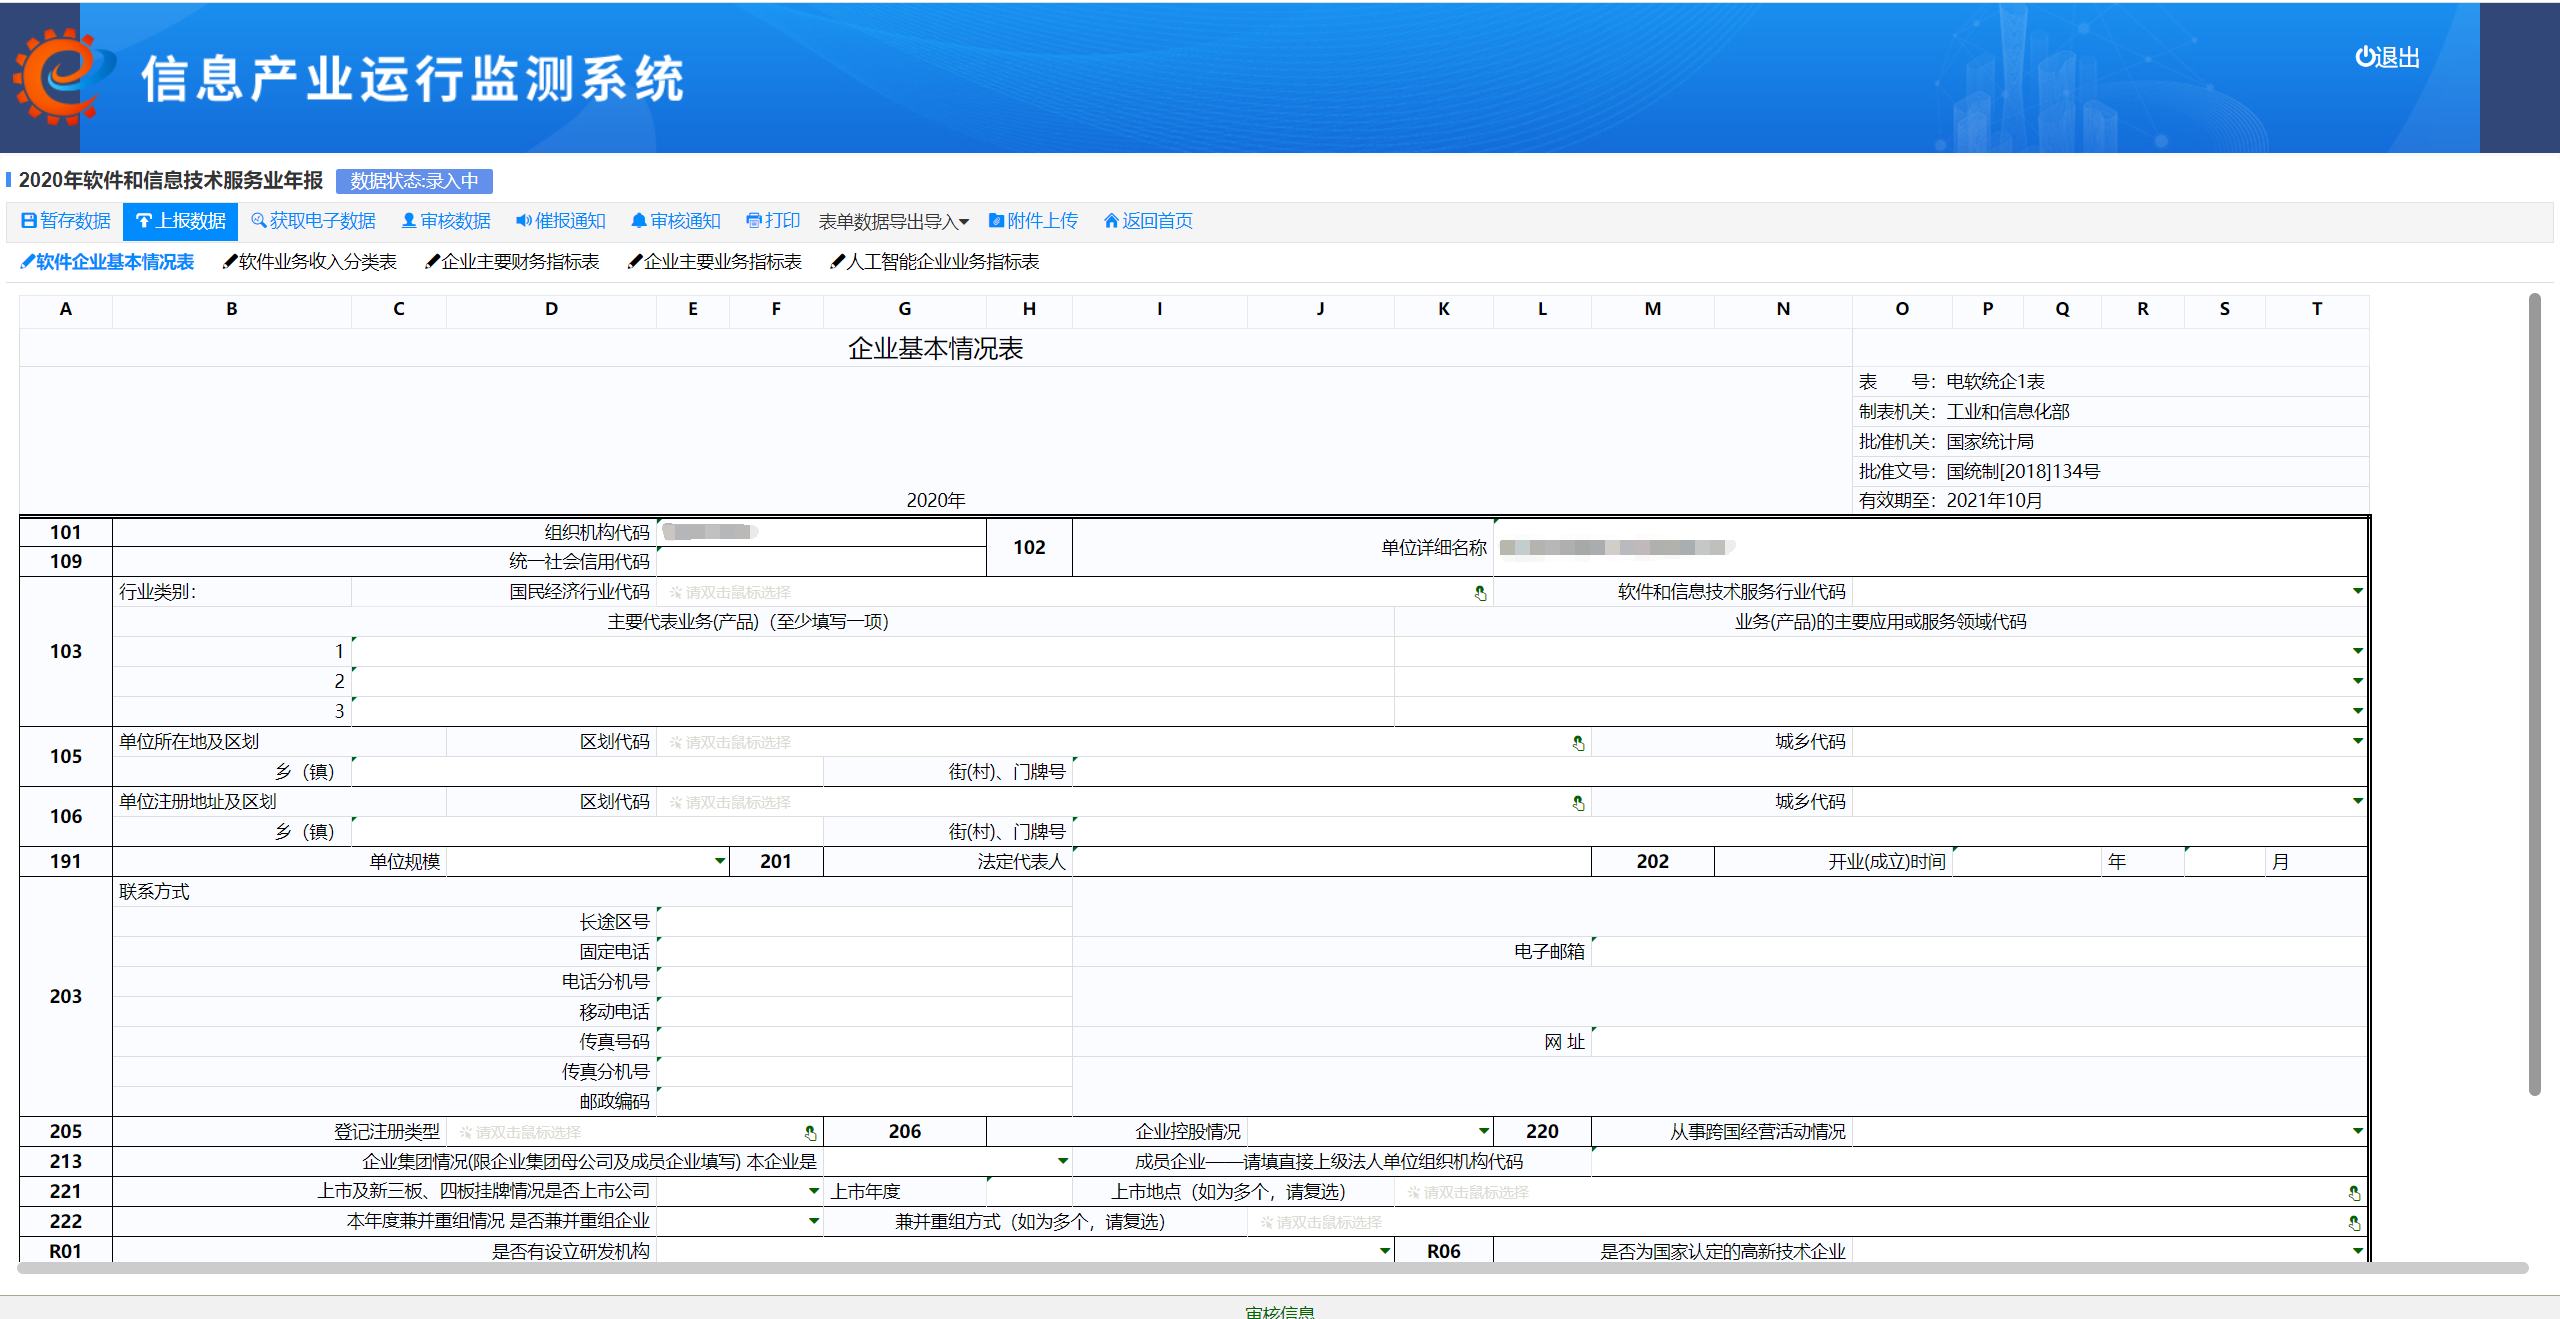 信息产业运行监测系统
退出
2020年软件和信息技术服务业年报 数据状态:录入中
暂存数据 上报数据 获取电子数据 审核数据 催报通知 审核通知 打印 表单数据导出导入 附件上传 返回首页
软件企业基本情况表 软件业务收入分类表 企业主要财务指标表 企业主要业务指标表 人工智能企业业务指标表
A B C D E F G H I J K L M N O P Q R S T
企业基本情况表
表 号：电软统企1表
制表机关：工业和信息化部
批准机关：国家统计局
批准文号：国统制[2018]134号
2020年 有效期至：2021年10月
101 组织机构代码 102 单位详细名称
109 统一社会信用代码
103 行业类别： 国民经济行业代码 请双击鼠标选择 软件和信息技术服务行业代码
主要代表业务(产品)（至少填写一项） 业务(产品)的主要应用或服务领域代码
1
2
3
105 单位所在地及区划 区划代码 请双击鼠标选择 城乡代码
乡（镇） 街(村)、门牌号
106 单位注册地址及区划 区划代码 请双击鼠标选择 城乡代码
乡（镇） 街(村)、门牌号
191 单位规模 201 法定代表人 202 开业(成立)时间 年 月
203 联系方式
长途区号
固定电话 电子邮箱
电话分机号
移动电话
传真号码 网 址
传真分机号
邮政编码
205 登记注册类型 请双击鼠标选择 206 企业控股情况 220 从事跨国经营活动情况
213 企业集团情况(限企业集团母公司及成员企业填写) 本企业是 成员企业——请填直接上级法人单位组织机构代码
221 上市及新三板、四板挂牌情况是否上市公司 上市年度 上市地点（如为多个，请复选） 请双击鼠标选择
222 本年度兼并重组情况 是否兼并重组企业 兼并重组方式（如为多个，请复选） 请双击鼠标选择
R01 是否有设立研发机构 R06 是否为国家认定的高新技术企业
审核信息